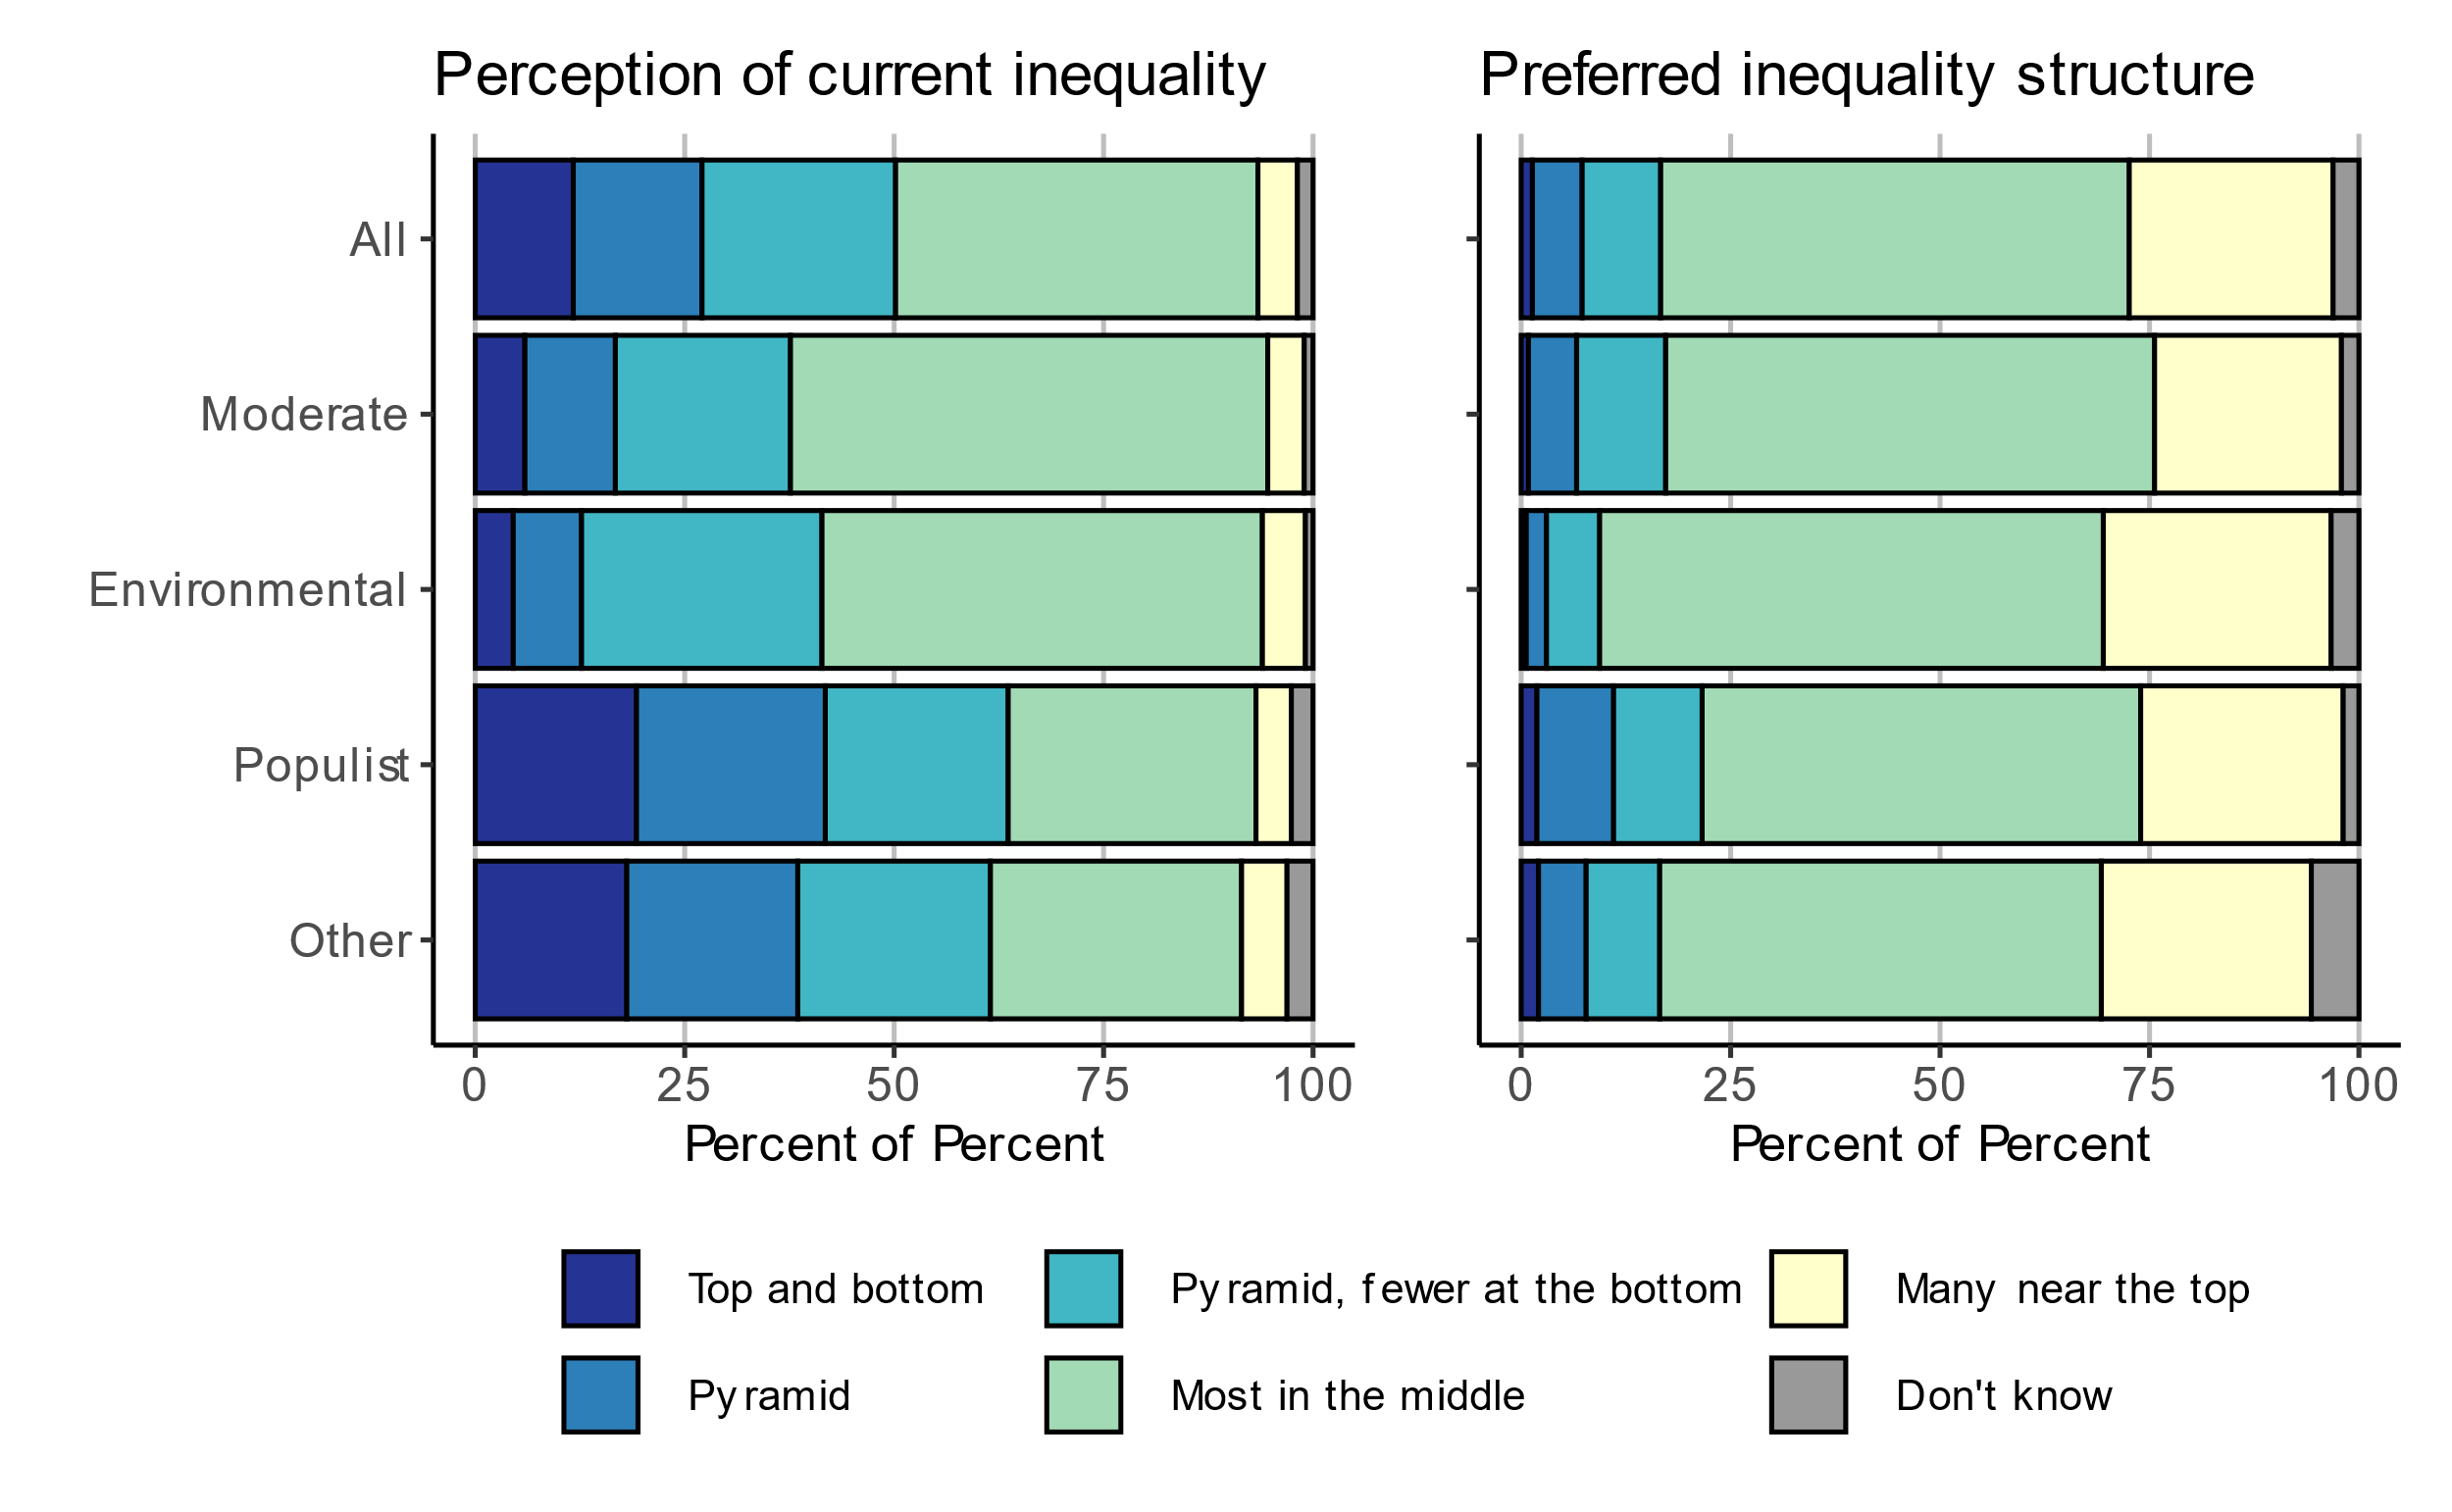 Perception of current inequality
Preferred inequality structure
All
Moderate
Environmental
Populist
Other
0 25 50 75 100
0 25 50 75 100
Percent of Percent
Percent of Percent
Top and bottom
Pyramid, fewer at the bottom
Many near the top
Pyramid
Most in the middle
Don't know